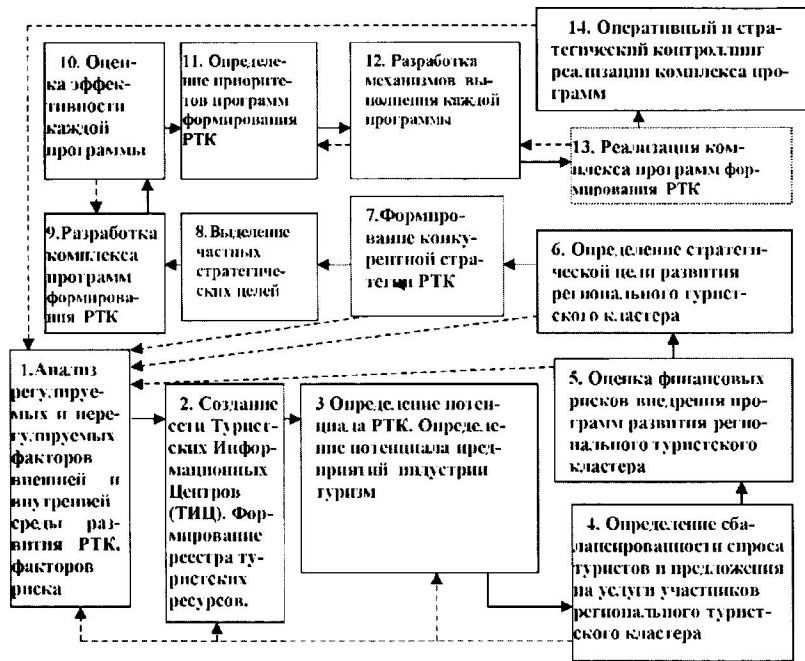 14. Оперативный и стра-
тегический контроллинг
реализации комплекса про-
грамм
10. Оцен-
ка эффек-
тивности
каждой
программы
11. Определе-
ние приорите-
тов программ
формирования
РТК
12. Разработка
механизмов вы-
полнения каждой
программы
13. Реализация ком-
плекса программ фор-
мирования РТК
9.Разработка
комплекса
программ
формирова-
ния РТК
8.Выделение
частных
стратегиче-
ских целей
7.Формиро-
вание конку-
рентной стра-
тегии РТК
6. Определение стратеги-
ческой цели развития
регионального турист-
ского кластера
1.Анализ
регулируе-
мых и нере-
гулируемых
факторов
внешней и
внутренней
среды раз-
вития РТК,
факторов
риска
2. Создание
сети Турист-
ских Инфор-
мационных
Центров
(ТИЦ). Фор-
мирование
реестра ту-
ристских
ресурсов.
3 Определение потен-
циала РТК. Определе-
ние потенциала пред-
приятий индустрии
туризм
5. Оценка финансовых
рисков внедрения про-
грамм развития регио-
нального туристского
кластера
4. Определение сба-
лансированности спроса
туристов и предложения
на услуги участников
регионального турист-
ского кластера